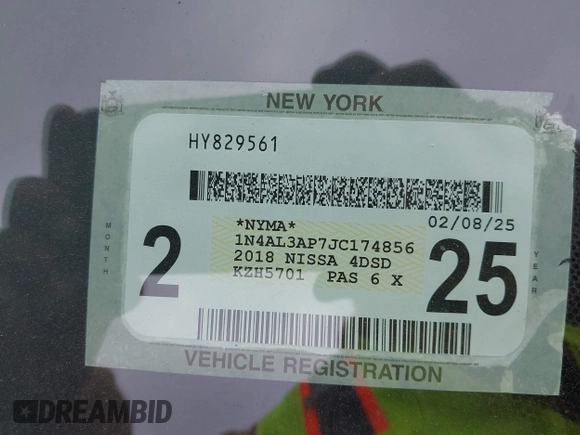 NEW YORK
HY829561
*NYMA* 02/08/25
1N4AL3AP7JC174856
2018 NISSA 4DSD
KZH5701 PAS 6 X
MONTH
2
25
YEAR
VEHICLE REGISTRATION
DREAMBID